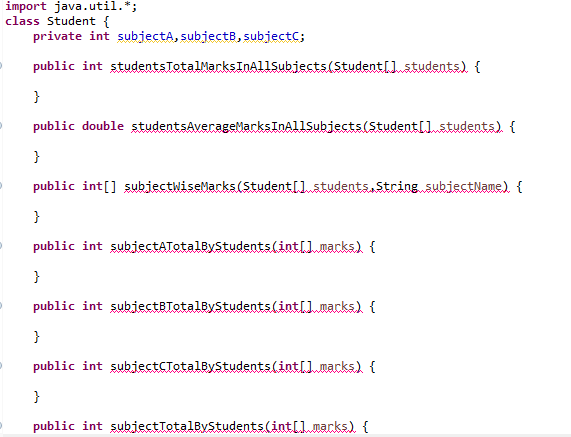 import java.util.*;
class Student {
private int subjectA,subjectB,subjectC;
public int studentsTotalMarksInAllSubjects(Student[] students) {
}
public double studentsAverageMarksInAllSubjects(Student[] students) {
}
public int[] subjectWiseMarks(Student[] students,String subjectName) {
}
public int subjectATotalByStudents(int[] marks) {
}
public int subjectBTotalByStudents(int[] marks) {
}
public int subjectCTotalByStudents(int[] marks) {
}
public int subjectTotalByStudents(int[] marks) {